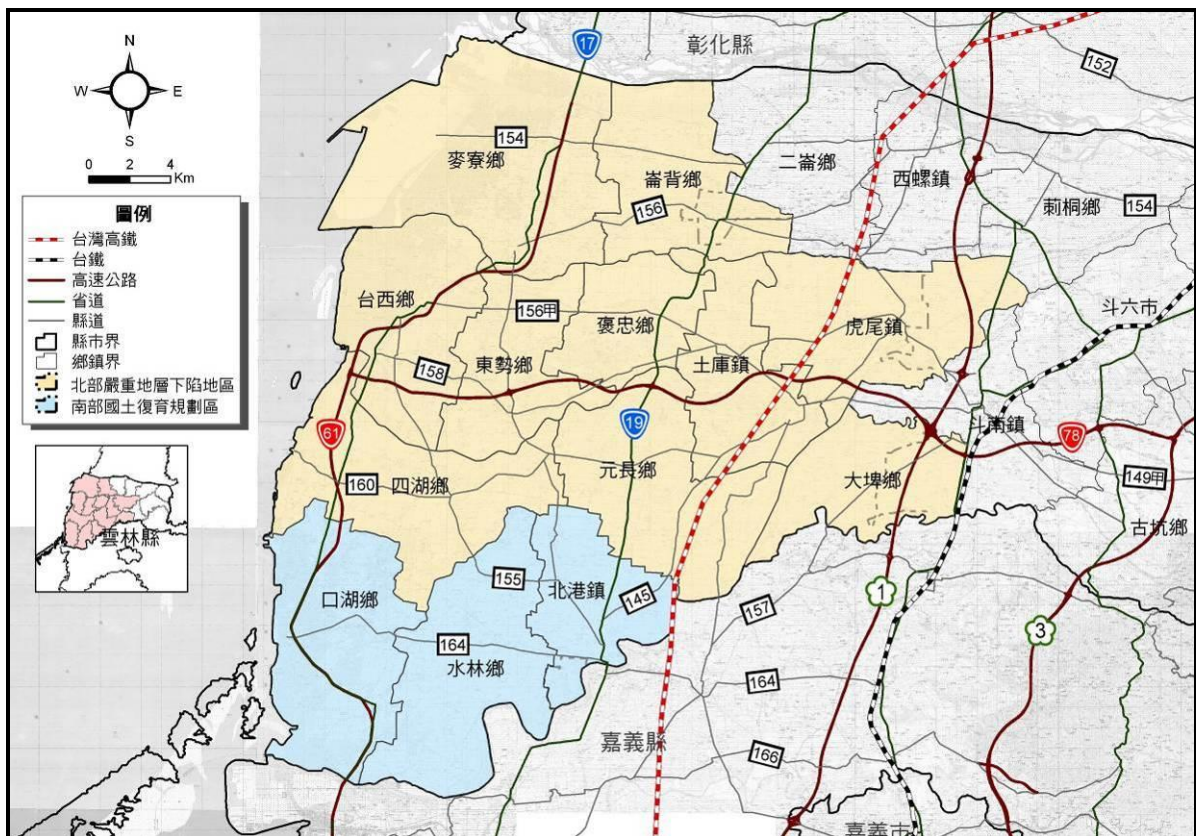 N
W
E
S
0 2 4
Km
圖例
台灣高鐵
台鐵
高速公路
省道
縣道
縣市界
鄉鎮界
北部嚴重地層下陷地區
南部國土復育規劃區
雲林縣
17
彰化縣
152
154
麥寮鄉
二崙鄉
崙背鄉
西螺鎮
156
莿桐鄉
154
台西鄉
156甲
褒忠鄉
虎尾鎮
斗六市
158
東勢鄉
土庫鎮
61
19
斗南鎮
78
元長鄉
160
四湖鄉
大埤鄉
149甲
古坑鄉
155
北港鎮
口湖鄉
145
157
1
3
164
水林鄉
164
嘉義縣
166
嘉義市